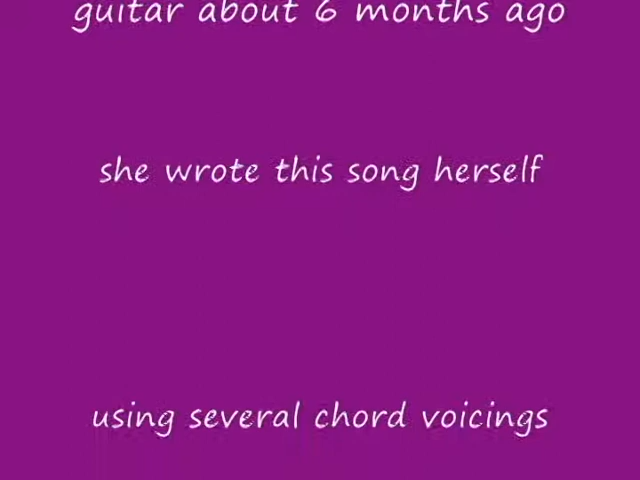 guitar about 6 months ago
she wrote this song herself
using several chord voicings